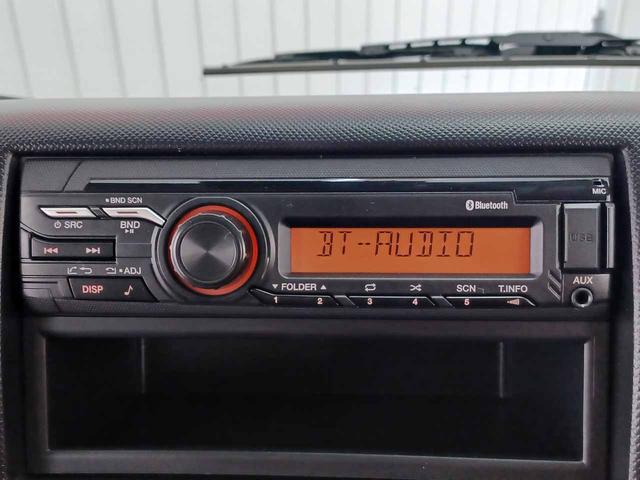 MIC
BND SCN
SRC
BND
Bluetooth
BT-AUDIO
USB
ADJ
DISP
FOLDER
SCN
T.INFO
AUX
1 2 3 4 5